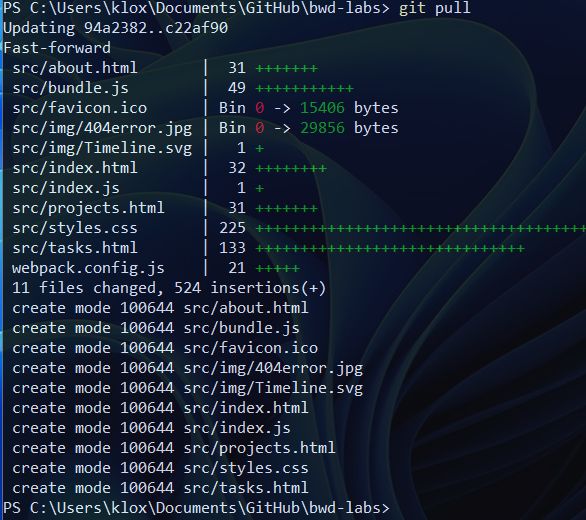 PS C:\Users\klox\Documents\GitHub\bwd-labs> git pull
Updating 94a2382..c22af90
Fast-forward
 src/about.html        |  31 +++++++
 src/bundle.js         |  49 +++++++++++
 src/favicon.ico       | Bin 0 -> 15406 bytes
 src/img/404error.jpg  | Bin 0 -> 29856 bytes
 src/img/Timeline.svg  |   1 +
 src/index.html        |  32 ++++++++
 src/index.js          |   1 +
 src/projects.html     |  31 +++++++
 src/styles.css        | 225 +++++++++++++++++++++++++++++++++++++
 src/tasks.html        | 133 ++++++++++++++++++++++++++++++
 webpack.config.js     |  21 +++++
 11 files changed, 524 insertions(+)
 create mode 100644 src/about.html
 create mode 100644 src/bundle.js
 create mode 100644 src/favicon.ico
 create mode 100644 src/img/404error.jpg
 create mode 100644 src/img/Timeline.svg
 create mode 100644 src/index.html
 create mode 100644 src/index.js
 create mode 100644 src/projects.html
 create mode 100644 src/styles.css
 create mode 100644 src/tasks.html
PS C:\Users\klox\Documents\GitHub\bwd-labs>